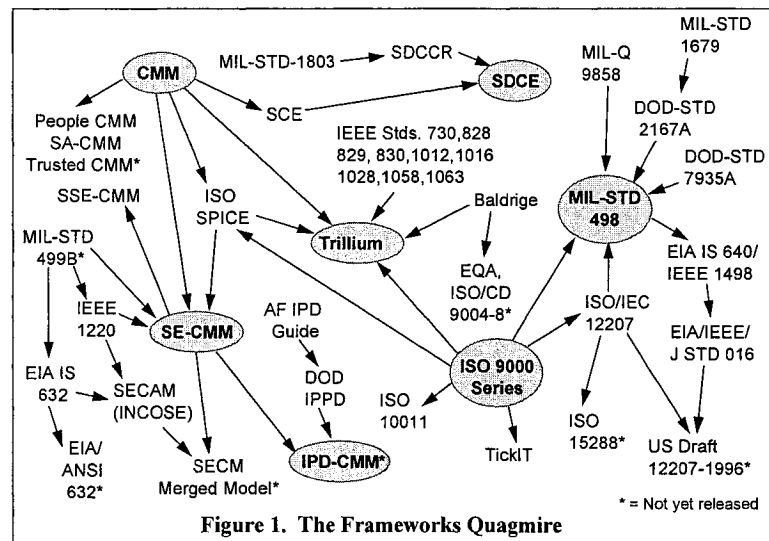 CMM
MIL-STD-1803
SDCCR
SCE
SDCE
MIL-Q
9858
MIL-STD
1679
DOD-STD
2167A
DOD-STD
7935A
People CMM
SA-CMM
Trusted CMM*
IEEE Stds. 730,828
829, 830,1012,1016
1028,1058,1063
SSE-CMM
ISO
SPICE
Trillium
Baldrige
MIL-STD
498
MIL-STD
499B*
EQA,
ISO/CD
9004-8*
EIA IS 640/
IEEE 1498
IEEE
1220
SE-CMM
AF IPD
Guide
ISO/IEC
12207
EIA/IEEE/
J STD 016
EIA IS
632
SECAM
(INCOSE)
DOD
IPPD
ISO 9000
Series
ISO
10011
ISO
15288*
EIA/
ANSI
632*
SECM
Merged Model*
IPD-CMM*
TickIT
US Draft
12207-1996*
* = Not yet released
Figure 1. The Frameworks Quagmire